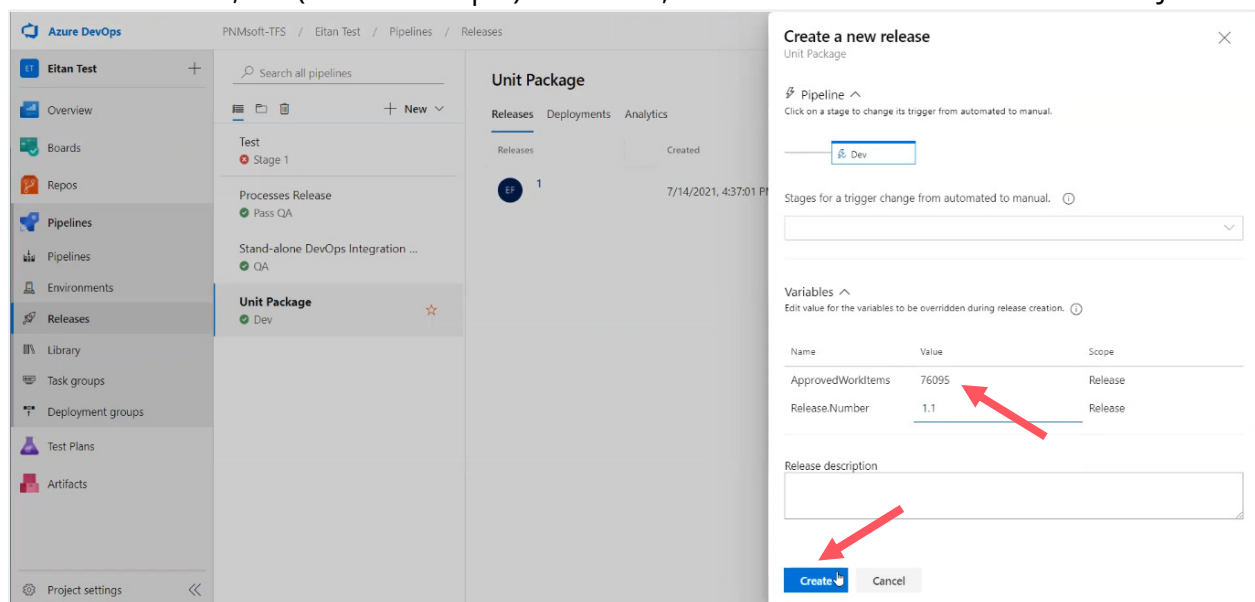 Azure DevOps
PNMsoft-TFS / Eitan Test / Pipelines / Releases
ET Eitan Test
Overview
Boards
Repos
Pipelines
Pipelines
Environments
Releases
Library
Task groups
Deployment groups
Test Plans
Artifacts
Project settings
Search all pipelines
New
Test
Stage 1
Processes Release
Pass QA
Stand-alone DevOps Integration ...
QA
Unit Package
Dev
Unit Package
Releases Deployments Analytics
Releases Created
EF 1 7/14/2021, 4:37:01 PM
Create a new release
Unit Package
Pipeline
Click on a stage to change its trigger from automated to manual.
Dev
Stages for a trigger change from automated to manual.
Variables
Edit value for the variables to be overridden during release creation.
Name Value Scope
ApprovedWorkItems 76095 Release
Release.Number 1.1 Release
Release description
Create Cancel